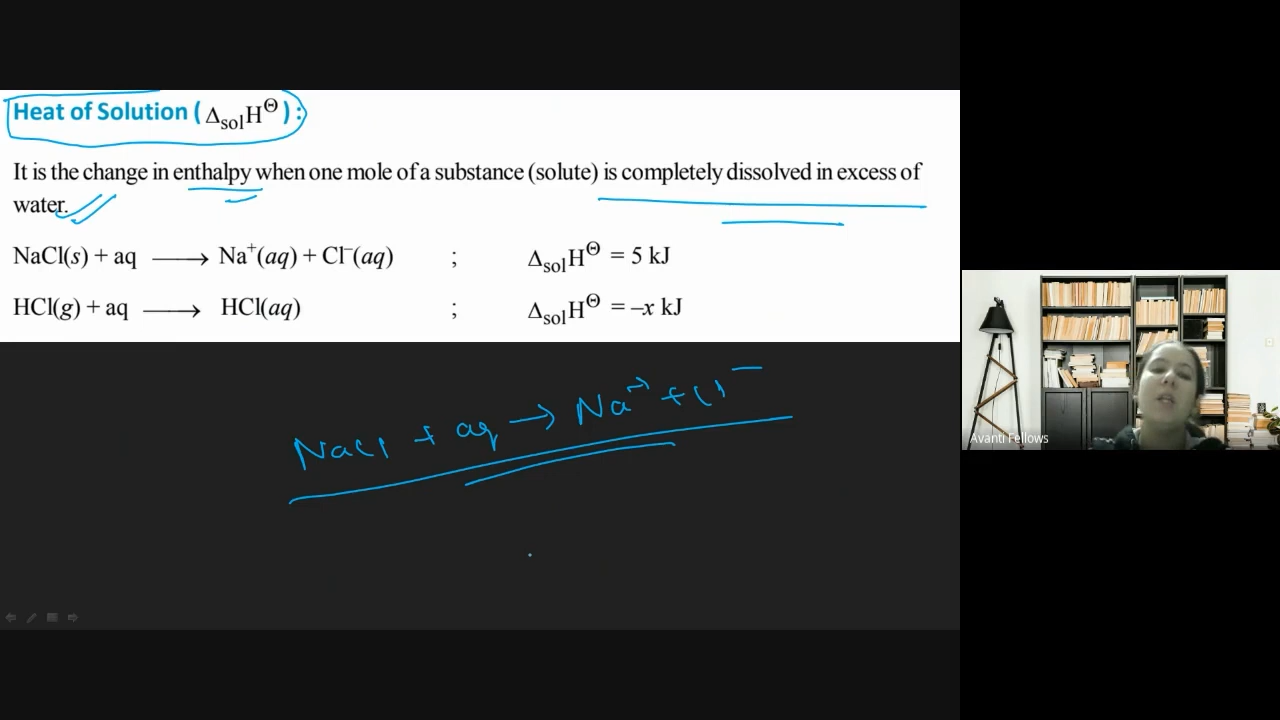 Heat of Solution ( ΔsolH⊖ ) :
It is the change in enthalpy when one mole of a substance (solute) is completely dissolved in excess of
water.
NaCl(s) + aq ⟶ Na⁺(aq) + Cl⁻(aq) ; ΔsolH⊖ = 5 kJ
HCl(g) + aq ⟶ HCl(aq) ; ΔsolH⊖ = –x kJ
NaCl + aq → Na⁺ + Cl⁻
Avanti Fellows